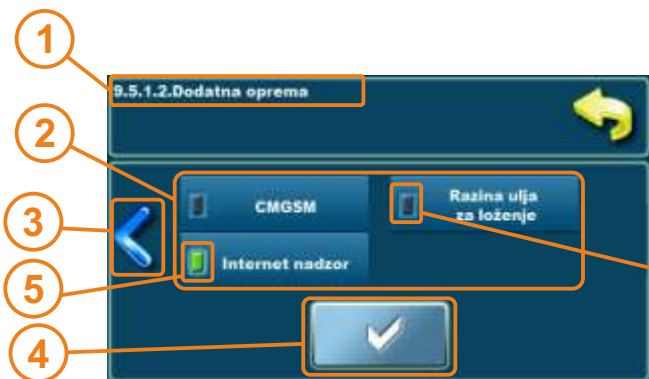 1
9.5.1.2.Dodatna oprema
2
CMGSM
Razina ulja
za loženje
3
Internet nadzor
5
4